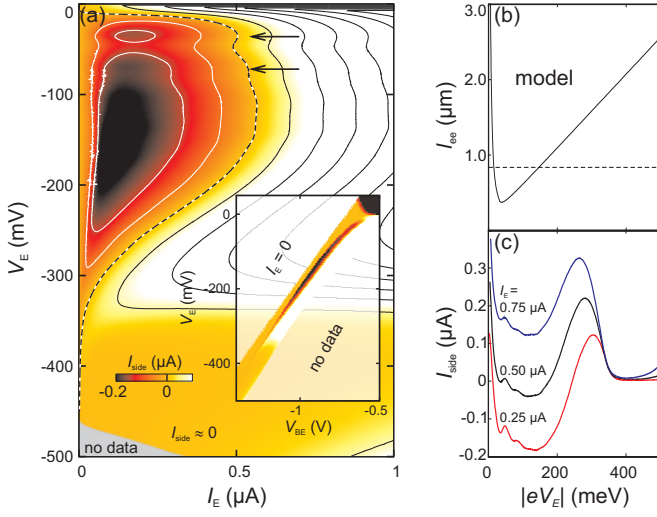 (a)
0
-100
-200
-300
-400
-500
V_E (mV)
0
0.5
1
I_E (μA)
I_side (μA)
-0.2
0
no data
I_side ≈ 0
0
-200
-400
V_E (mV)
I_E = 0
no data
-1
-0.5
V_BE (V)
(b)
model
3.0
2.0
1.0
I_ee (μm)
(c)
0.3
0.2
0.1
0
-0.1
-0.2
I_side (μA)
I_E =
0.75 μA
0.50 μA
0.25 μA
0
200
400
|eV_E| (meV)